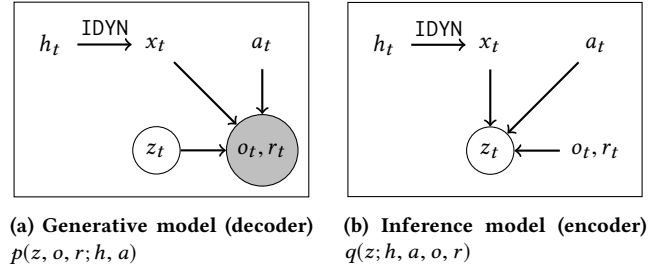 h_t IDYN x_t a_t
z_t o_t, r_t
(a) Generative model (decoder)
p(z, o, r; h, a)
h_t IDYN x_t a_t
z_t o_t, r_t
(b) Inference model (encoder)
q(z; h, a, o, r)